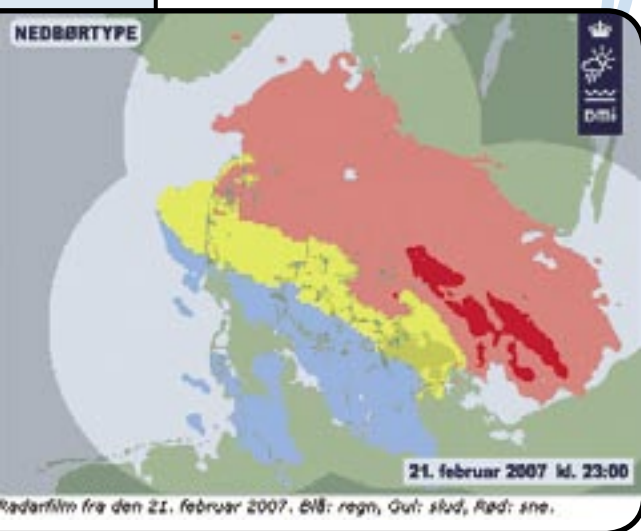 NEDBØRTYPE
DMI
21. februar 2007 kl. 23:00
Radarfilm fra den 21. februar 2007. Blå: regn, Gul: slud, Rød: sne.